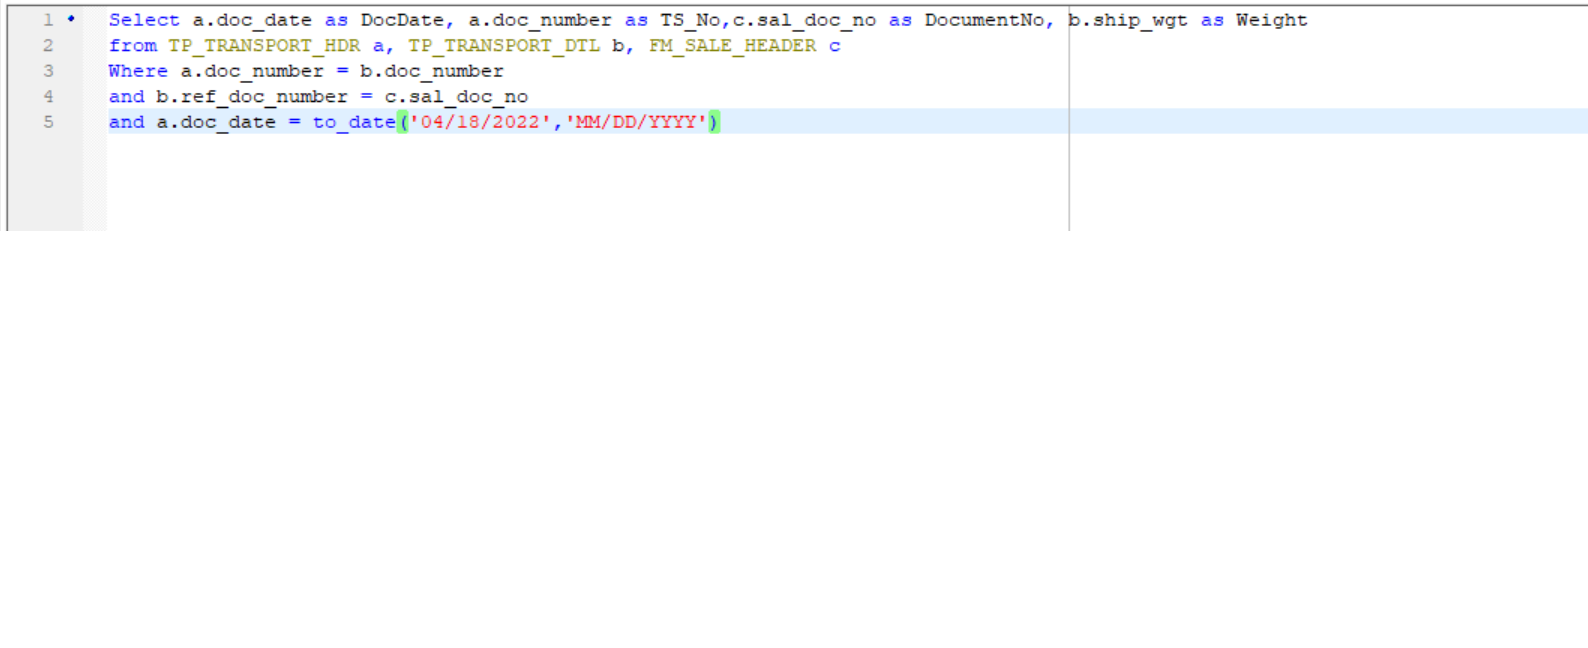 1 Select a.doc_date as DocDate, a.doc_number as TS_No,c.sal_doc_no as DocumentNo, b.ship_wgt as Weight
2 from TP_TRANSPORT_HDR a, TP_TRANSPORT_DTL b, FM_SALE_HEADER c
3 Where a.doc_number = b.doc_number
4 and b.ref_doc_number = c.sal_doc_no
5 and a.doc_date = to_date('04/18/2022','MM/DD/YYYY')